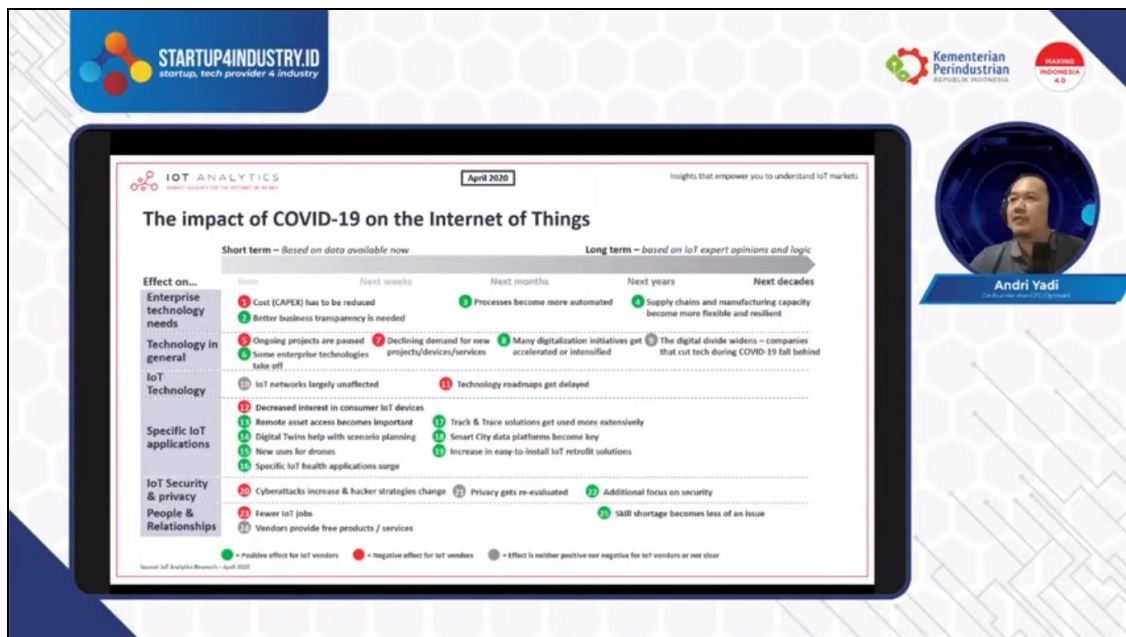 STARTUP4INDUSTRY.ID
startup, tech provider 4 industry
Kementerian
Perindustrian
REPUBLIK INDONESIA
MAKING
INDONESIA
4.0
IOT ANALYTICS
MARKET INSIGHTS FOR THE INTERNET OF THINGS
April 2020
Insights that empower you to understand IoT markets
The impact of COVID-19 on the Internet of Things
Short term – Based on data available now
Long term – based on IoT expert opinions and logic
Effect on... Now Next weeks Next months Next years Next decades
Enterprise
technology
needs
1 Cost (CAPEX) has to be reduced
2 Better business transparency is needed
3 Processes become more automated
4 Supply chains and manufacturing capacity
become more flexible and resilient
Technology in
general
5 Ongoing projects are paused
6 Some enterprise technologies
take off
7 Declining demand for new
projects/devices/services
8 Many digitalization initiatives get
accelerated or intensified
9 The digital divide widens – companies
that cut tech during COVID-19 fall behind
IoT
Technology
10 IoT networks largely unaffected
11 Technology roadmaps get delayed
Specific IoT
applications
12 Decreased interest in consumer IoT devices
13 Remote asset access becomes important
14 Digital Twins help with scenario planning
15 New uses for drones
16 Specific IoT health applications surge
17 Track & Trace solutions get used more extensively
18 Smart City data platforms become key
19 Increase in easy-to-install IoT retrofit solutions
IoT Security
& privacy
20 Cyberattacks increase & hacker strategies change
21 Privacy gets re-evaluated
22 Additional focus on security
People &
Relationships
23 Fewer IoT jobs
24 Vendors provide free products / services
25 Skill shortage becomes less of an issue
= Positive effect for IoT vendors
= Negative effect for IoT vendors
= Effect is neither positive nor negative for IoT vendors or not clear
Source: IoT Analytics Research – April 2020
Andri Yadi